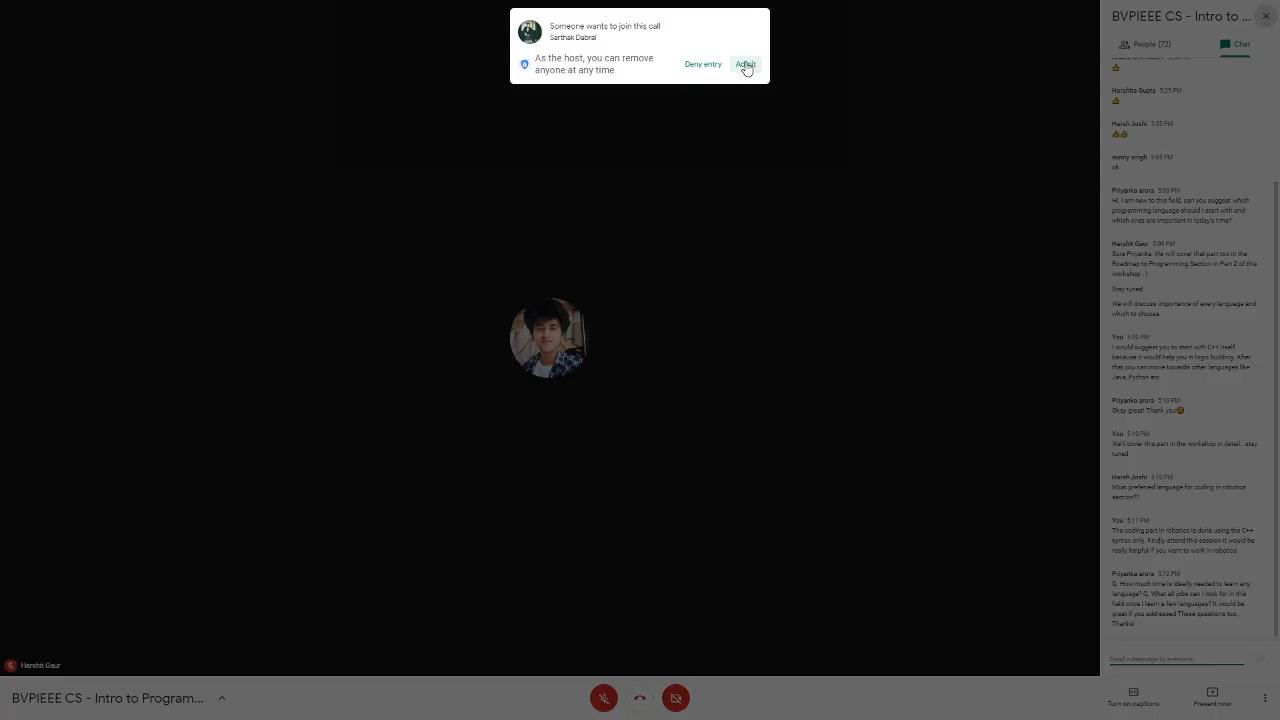 Someone wants to join this call
Sarthak Dabral
As the host, you can remove
anyone at any time
Deny entry
Admit
BVPIEEE CS - Intro to ...
People (72)
Chat
Harshita Gupta 5:05 PM
Harsh Joshi 5:05 PM
sunny singh 5:05 PM
ok
Priyanka arora 5:08 PM
Hi, I am new to this field, can you suggest which
programming language should I start with and
which ones are important in today's time?
Harshit Gaur 5:09 PM
Sure Priyanka. We will cover that part too in the
Roadmap to Programming Section in Part 2 of this
workshop : )
Stay tuned
We will discuss importance of every language and
which to choose
You 5:09 PM
I would suggest you to start with C++ itself
because it would help you in logic building. After
that you can move towards other languages like
Java, Python etc
Priyanka arora 5:10 PM
Okay great! Thank you😊
You 5:10 PM
We'll cover this part in the workshop in detail...stay
tuned
Harsh Joshi 5:10 PM
Most preferred language for coding in robotics
section??
You 5:11 PM
The coding part in robotics is done using the C++
syntax only. Kindly attend this session it would be
really helpful if you want to work in robotics
Priyanka arora 5:12 PM
Q. How much time is ideally needed to learn any
language? Q. What all jobs can I look for in this
field once I learn a few languages? It would be
great if you addressed These questions too.
Thanks!
Send a message to everyone
Harshit Gaur
BVPIEEE CS - Intro to Program...
Turn on captions
Present now